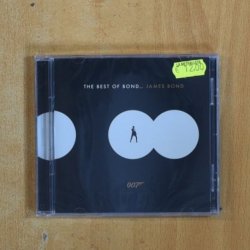 THE BEST OF BOND... JAMES BOND
007